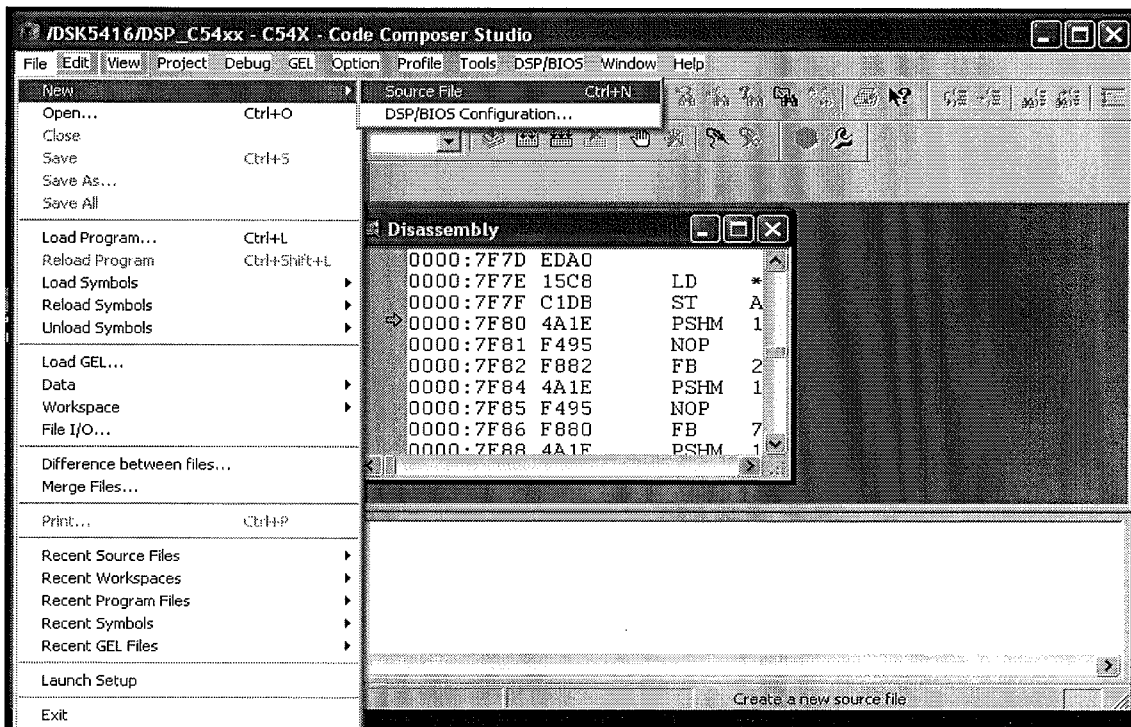 /DSK5416/DSP_C54xx - C54X - Code Composer Studio
File Edit View Project Debug GEL Option Profile Tools DSP/BIOS Window Help
New
Source File Ctrl+N
DSP/BIOS Configuration...
Open... Ctrl+O
Close
Save Ctrl+S
Save As...
Save All
Load Program... Ctrl+L
Reload Program Ctrl+Shift+L
Load Symbols
Reload Symbols
Unload Symbols
Load GEL...
Data
Workspace
File I/O...
Difference between files...
Merge Files...
Print... Ctrl+P
Recent Source Files
Recent Workspaces
Recent Program Files
Recent Symbols
Recent GEL Files
Launch Setup
Exit
Disassembly
0000:7F7D EDA0
0000:7F7E 15C8 LD *
0000:7F7F C1DB ST A
0000:7F80 4A1E PSHM 1
0000:7F81 F495 NOP
0000:7F82 F882 FB 2
0000:7F84 4A1E PSHM 1
0000:7F85 F495 NOP
0000:7F86 F880 FB 7
0000:7F88 4A1E PSHM 1
Create a new source file